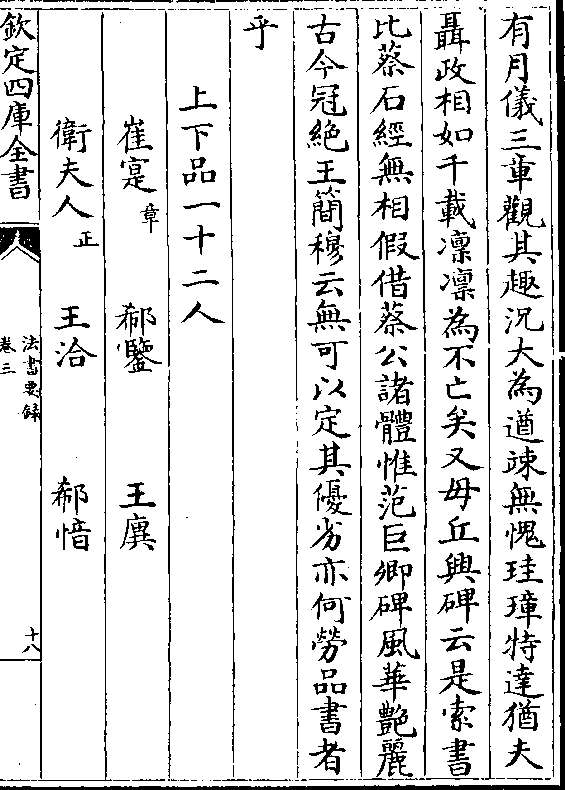 有月儀三章觀其趣況大為遒竦無愧珪璋特達猶夫
聶政相如千載凜凜為不亡矣又毋丘興碑云是索書
比蔡石經無相假借蔡公諸體惟范巨卿碑風華艷麗
古今冠絶王簡穆云無可以定其優劣亦何勞品書者
乎
上下品一十二人
崔寔章 郗鑒 王廙
衛夫人正 王洽 郗愔
欽定四庫全書
法書要録
卷三
十八